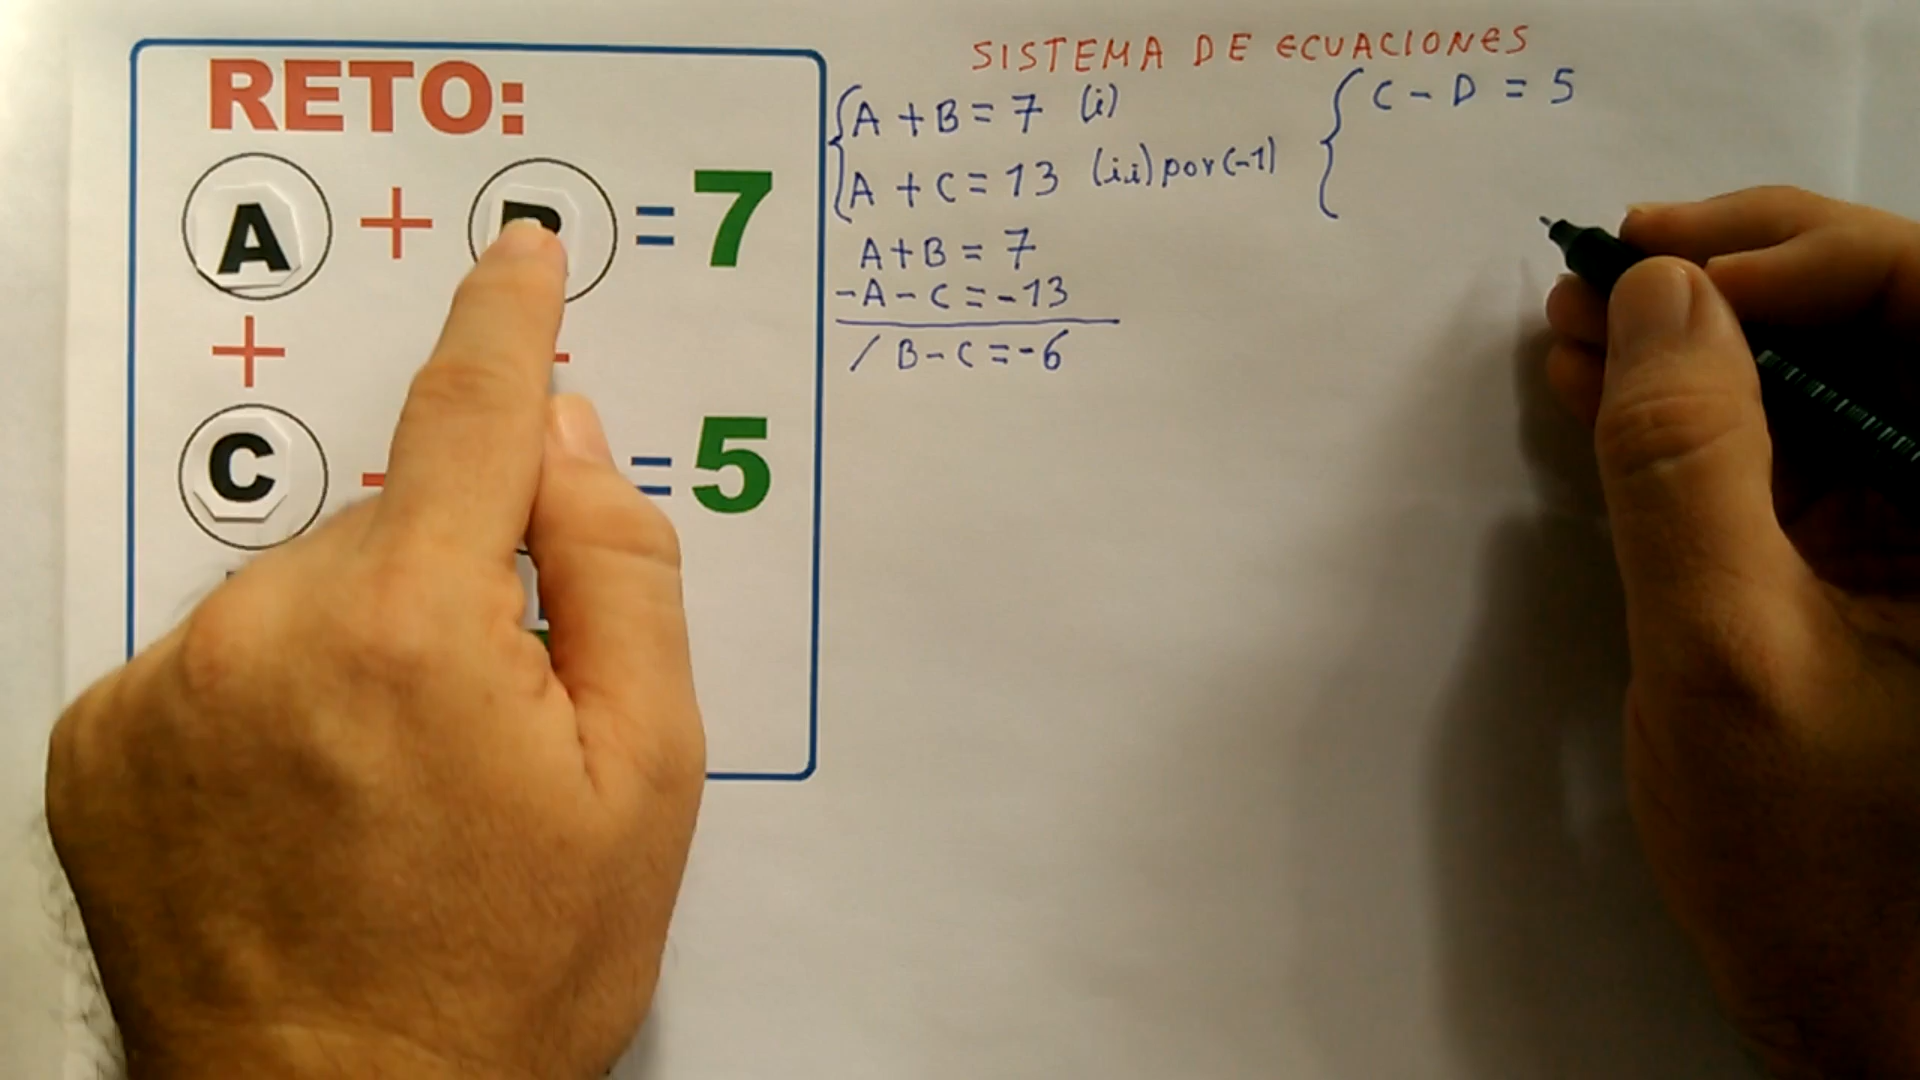 RETO:
A + B = 7
+
C - = 5
SISTEMA DE ECUACIONES
A + B = 7 (i)
A + C = 13 (ii) por (-1)
A + B = 7
-A - C = -13
/ B - C = -6
C - D = 5